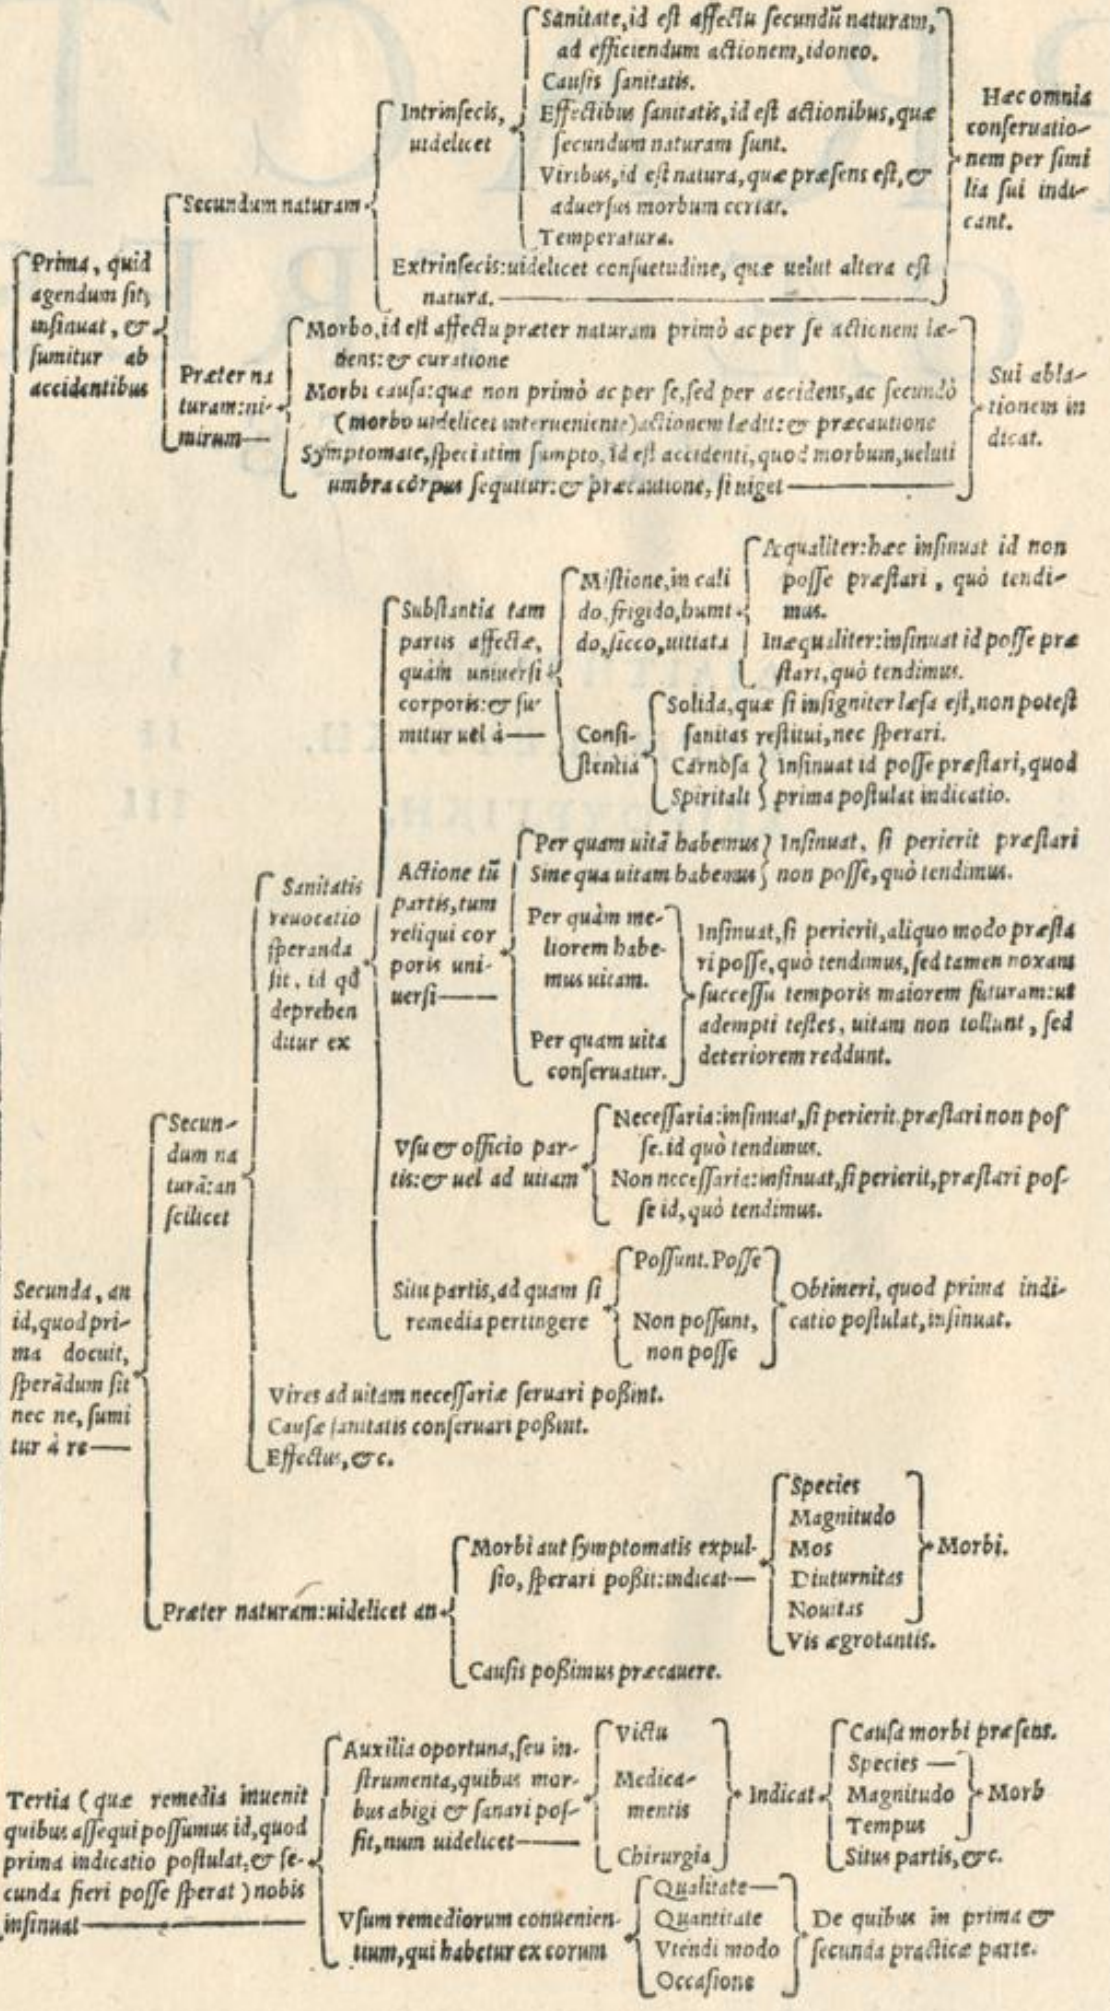 Prima, quid
agendum sit,
insinuat, &
sumitur ab
accidentibus
Secundum naturam
Intrinsecis,
uidelicet
Sanitate, id est affectu secundũ naturam,
ad efficiendum actionem, idoneo.
Causis sanitatis.
Effectibus sanitatis, id est actionibus, quæ
secundum naturam sunt.
Viribus, id est natura, quæ præsens est, &
aduersus morbum certat.
Temperatura.
Extrinsecis: uidelicet consuetudine, quæ uelut altera est
natura.
Hæc omnia
conseruatio-
nem per simi
lia sui indi-
cant.
Præter na
turam: ni-
mirum
Morbo, id est affectu præter naturam primò ac per se actionem læ-
dens: & curatione
Morbi causa: quæ non primò ac per se, sed per accidens, ac secundò
(morbo uidelicet interueniente) actionem lædit: & præcautione
Symptomate, speciatim sumpto, id est accidenti, quod morbum, ueluti
umbra còrpus sequitur: & præcautione, si uiget
Sui abla-
tionem in
dicat.
Secunda, an
id, quod pri-
ma docuit,
sperãdum sit
nec ne, sumi
tur à re
Secun-
dum na
turã: an
scilicet
Sanitatis
reuocatio
speranda
sit, id qđ
deprehen
ditur ex
Substantia tam
partis affectæ,
quàm uniuersi
corporis: & su-
mitur uel à
Mistione, in cali
do, frigido, humi
do, sicco, uitiata
Æqualiter: hæc insinuat id non
posse præstari, quò tendi-
mus.
Inæqualiter: insinuat id posse præ
stari, quò tendimus.
Consi-
stentia
Solida, quæ si insigniter læsa est, non potest
sanitas restitui, nec sperari.
Carnosa
Spiritali
Insinuat id posse præstari, quod
prima postulat indicatio.
Actione tũ
partis, tum
reliqui cor
poris uni-
uersi
Per quam uitã habemus
Sine qua uitam habemus
Insinuat, si perierit præstari
non posse, quò tendimus.
Per quàm me-
liorem habe-
mus uitam.
Per quam uita
conseruatur.
Insinuat, si perierit, aliquo modo præsta
ri posse, quò tendimus, sed tamen noxam
successu temporis maiorem futuram: ut
adempti testes, uitam non tollunt, sed
deteriorem reddunt.
Vsu & officio par-
tis: & uel ad uitam
Necessaria: insinuat, si perierit, præstari non pos
se, id quò tendimus.
Non necessaria: insinuat, si perierit, præstari pos-
se id, quò tendimus.
Situ partis, ad quam si
remedia pertingere
Possunt. Posse
Non possunt,
non posse
Obtineri, quod prima indi-
catio postulat, insinuat.
Vires ad uitam necessariæ seruari poßint.
Causæ sanitatis conseruari poßint.
Effectus, &c.
Præter naturam: uidelicet an
Morbi aut symptomatis expul-
sio, sperari poßit: indicat
Species
Magnitudo
Mos
Diuturnitas
Nouitas
Morbi.
Vis ægrotantis.
Causis poßimus præcauere.
Tertia (quæ remedia inuenit
quibus assequi possumus id, quod
prima indicatio postulat, & se-
cunda fieri posse sperat) nobis
insinuat
Auxilia oportuna, seu in-
strumenta, quibus mor-
bus abigi & sanari pos-
sit, num uidelicet
Victu
Medica-
mentis
Chirurgia
Indicat
Causa morbi præsens.
Species
Magnitudo
Tempus
Morb
Situs partis, &c.
Vsum remediorum conuenien-
tium, qui habetur ex eorum
Qualitate
Quantitate
Vtendi modo
Occasione
De quibus in prima &
secunda practicæ parte.